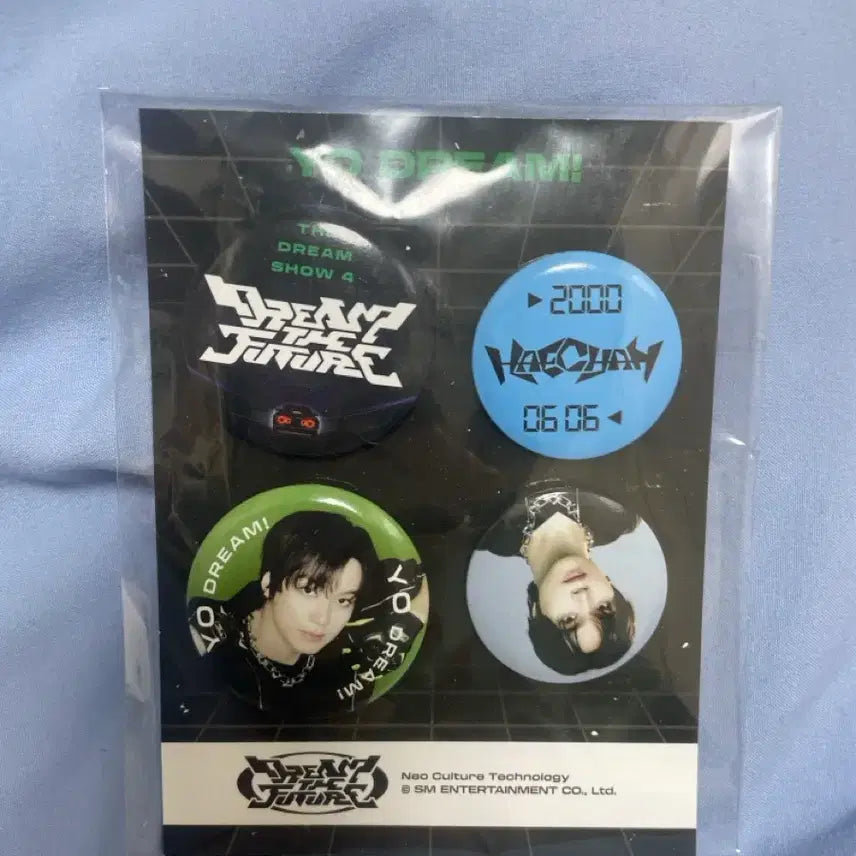 YO DREAM!
THE
DREAM
SHOW 4
DREAM
THE
FUTURE
▶ 2000
HAECHAN
06 06 ◀
YO DREAM!
YO DREAM!
DREAM
THE
FUTURE
Neo Culture Technology
© SM ENTERTAINMENT CO., Ltd.